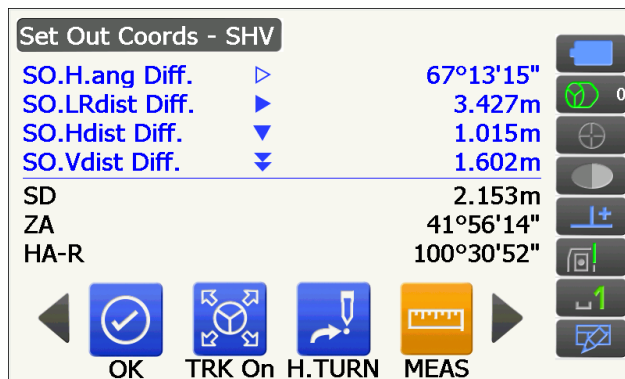 Set Out Coords - SHV
SO.H.ang Diff. 67°13'15"
SO.LRdist Diff. 3.427m
SO.Hdist Diff. 1.015m
SO.Vdist Diff. 1.602m
SD 2.153m
ZA 41°56'14"
HA-R 100°30'52"
0
1
OK TRK On H.TURN MEAS